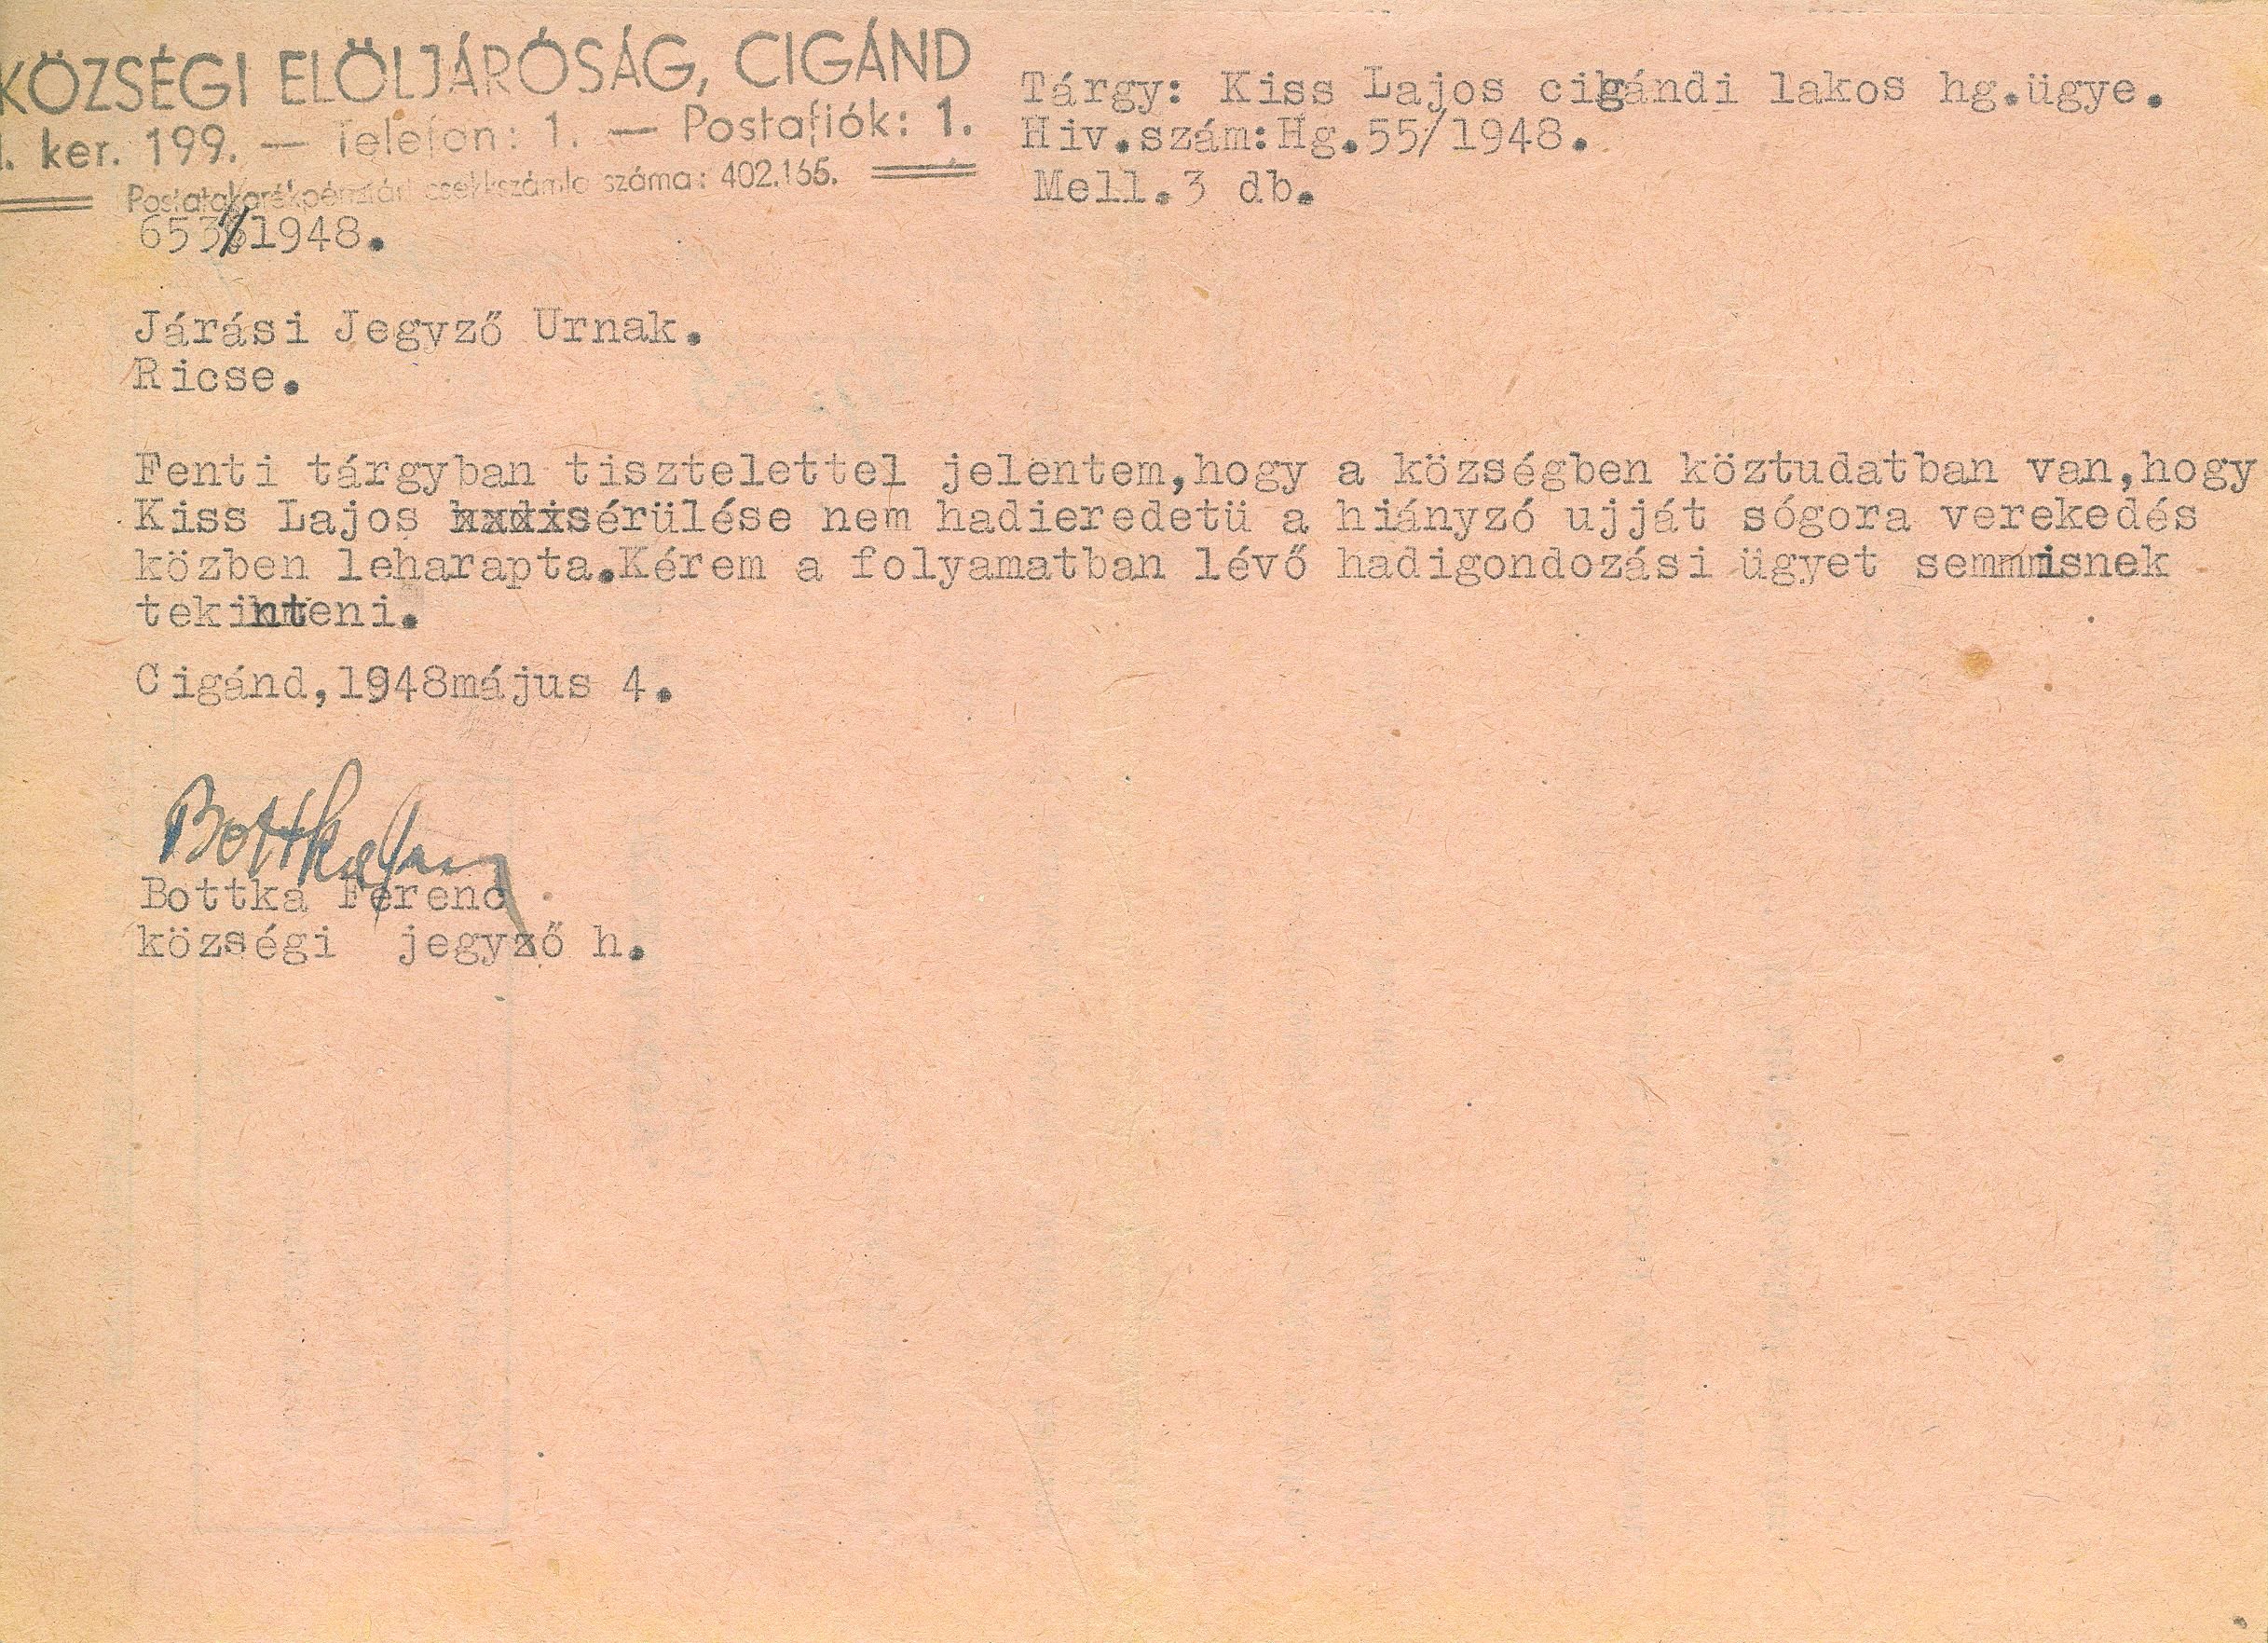 KÖZSÉGI ELÖLJÁRÓSÁG, CIGÁND
I. ker. 199. — Telefon: 1. — Postafiók: 1.
Postatakarékpénztári csekkszámla száma: 402.165.
Tárgy: Kiss Lajos cigándi lakos hg.ügye.
Hiv.szám:Hg.55/1948.
Mell.3 db.
/1948.
Járási Jegyző Urnak.
Ricse.
Fenti tárgyban tisztelettel jelentem,hogy a községben köztudatban van,hogy
Kiss Lajos sérülése nem hadieredetü a hiányzó ujját sógora verekedés
közben leharapta.Kérem a folyamatban lévő hadigondozási ügyet semmisnek
tekinteni.
Cigánd,1948május 4.
Bottka Ferenc
Bottka Ferenc
községi jegyző h.